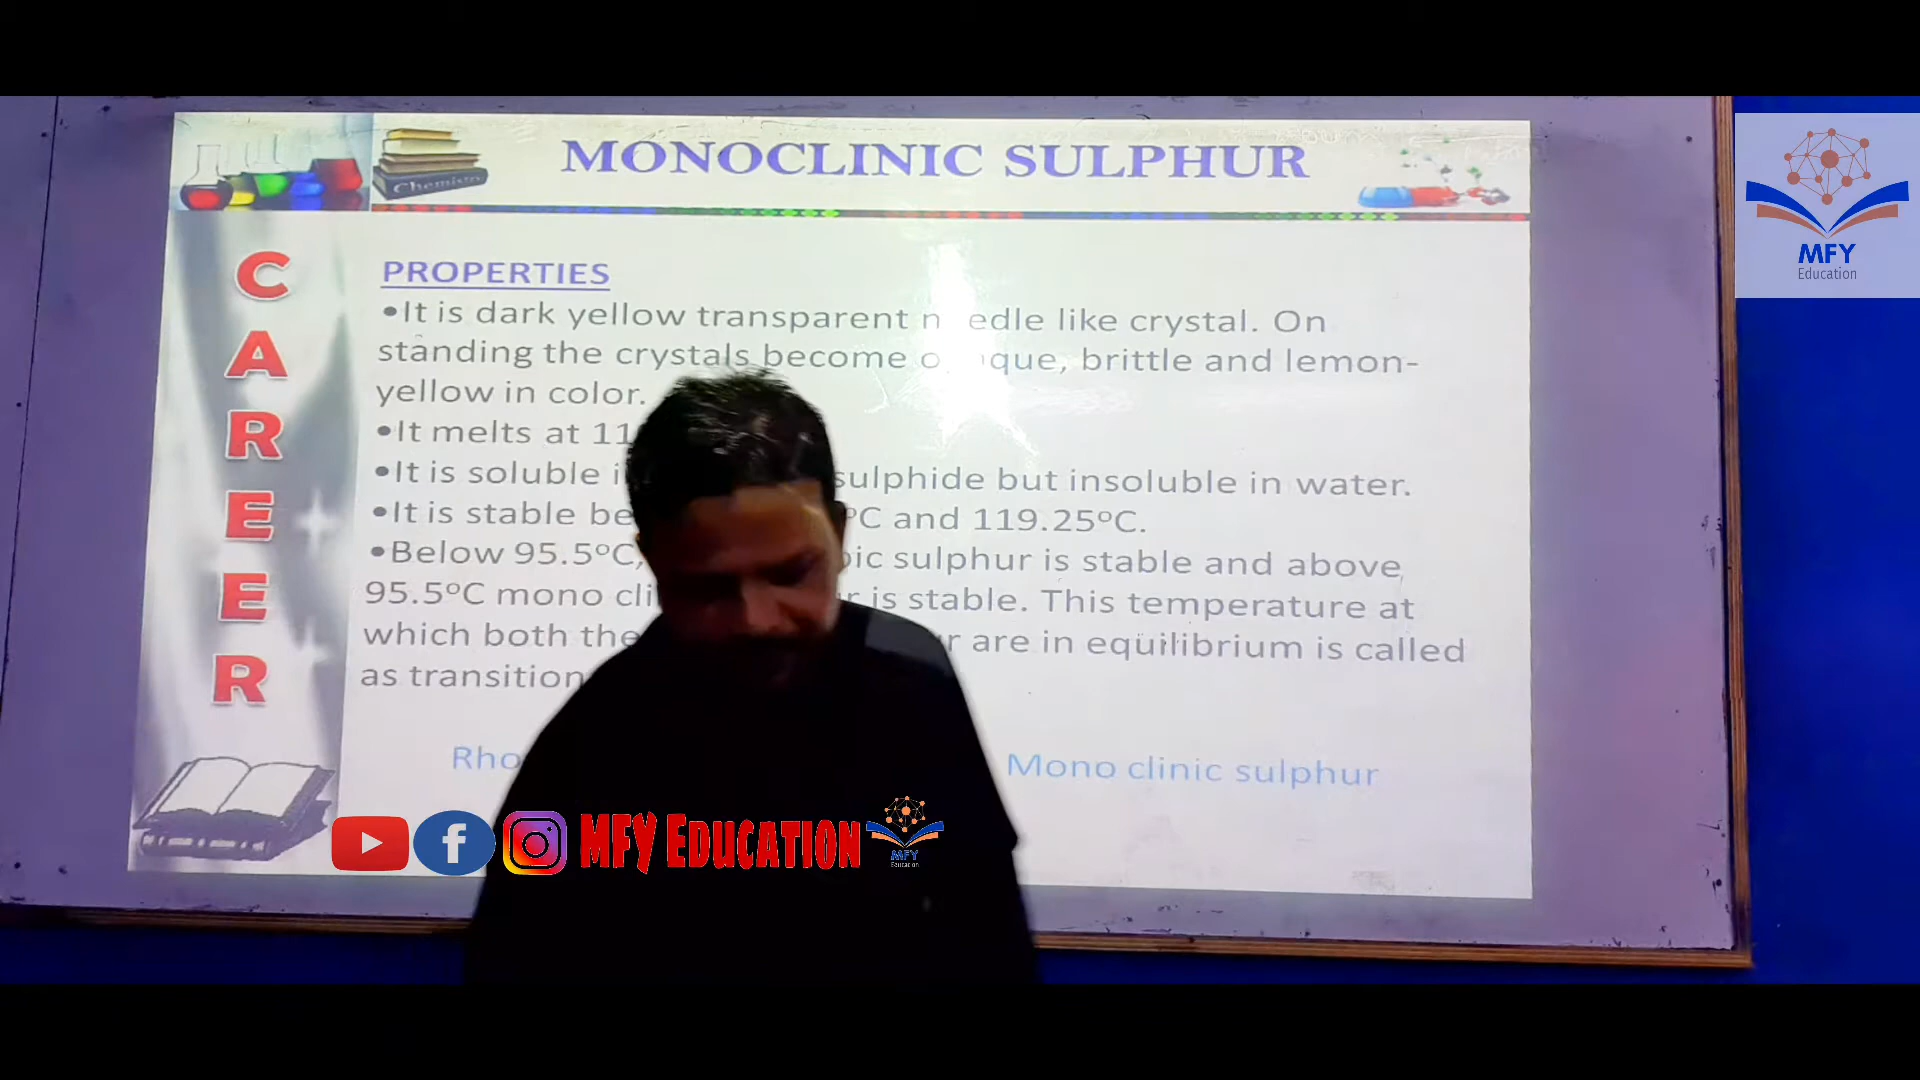 MONOCLINIC SULPHUR
Chemistry
CAREER
PROPERTIES
•It is dark yellow transparent n edle like crystal. On
standing the crystals become o que, brittle and lemon-
yellow in color.
•It melts at 11
•It is soluble i sulphide but insoluble in water.
•It is stable be °C and 119.25°C.
•Below 95.5°C, ic sulphur is stable and above
95.5°C mono cli r is stable. This temperature at
which both the r are in equilibrium is called
as transition
Rho Mono clinic sulphur
MFY EDUCATION
MFY
Education
MFY
Education